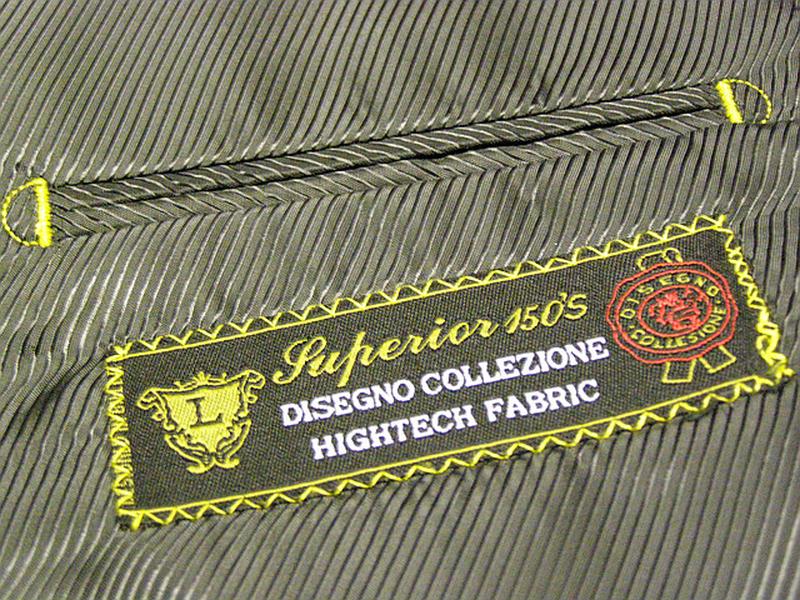 Superior 150'S
DISEGNO COLLEZIONE
HIGHTECH FABRIC
L
DISEGNO
COLLEZIONE